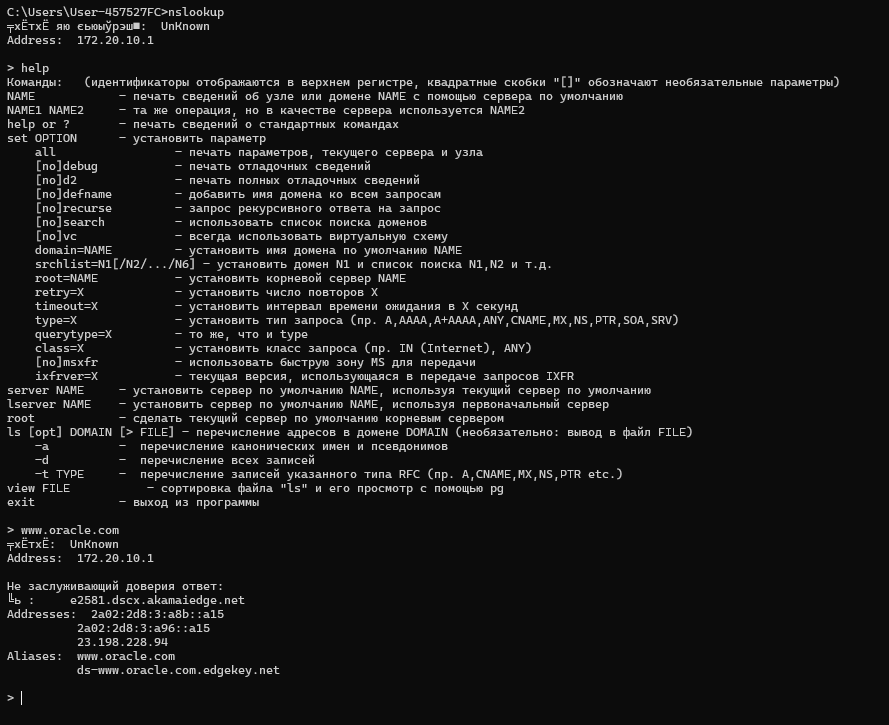 C:\Users\User-457527FC>nslookup
╤хЁтхЁ яю єьюыўрэш■:  UnKnown
Address:  172.20.10.1
> help
Команды:   (идентификаторы отображаются в верхнем регистре, квадратные скобки "[]" обозначают необязательные параметры)
NAME            – печать сведений об узле или домене NAME с помощью сервера по умолчанию
NAME1 NAME2     – та же операция, но в качестве сервера используется NAME2
help or ?       – печать сведений о стандартных командах
set OPTION      – установить параметр
    all                 – печать параметров, текущего сервера и узла
    [no]debug           – печать отладочных сведений
    [no]d2              – печать полных отладочных сведений
    [no]defname         – добавить имя домена ко всем запросам
    [no]recurse         – запрос рекурсивного ответа на запрос
    [no]search          – использовать список поиска доменов
    [no]vc              – всегда использовать виртуальную схему
    domain=NAME         – установить имя домена по умолчанию NAME
    srchlist=N1[/N2/.../N6] – установить домен N1 и список поиска N1,N2 и т.д.
    root=NAME           – установить корневой сервер NAME
    retry=X             – установить число повторов X
    timeout=X           – установить интервал времени ожидания в X секунд
    type=X              – установить тип запроса (пр. A,AAAA,A+AAAA,ANY,CNAME,MX,NS,PTR,SOA,SRV)
    querytype=X         – то же, что и type
    class=X             – установить класс запроса (пр. IN (Internet), ANY)
    [no]msxfr           – использовать быструю зону MS для передачи
    ixfrver=X           – текущая версия, использующаяся в передаче запросов IXFR
server NAME     – установить сервер по умолчанию NAME, используя текущий сервер по умолчанию
lserver NAME    – установить сервер по умолчанию NAME, используя первоначальный сервер
root            – сделать текущий сервер по умолчанию корневым сервером
ls [opt] DOMAIN [> FILE] – перечисление адресов в домене DOMAIN (необязательно: вывод в файл FILE)
    –a          –  перечисление канонических имен и псевдонимов
    –d          –  перечисление всех записей
    –t TYPE     –  перечисление записей указанного типа RFC (пр. A,CNAME,MX,NS,PTR etc.)
view FILE           – сортировка файла "ls" и его просмотр с помощью pg
exit            – выход из программы
> www.oracle.com
╤хЁтхЁ:  UnKnown
Address:  172.20.10.1
Не заслуживающий доверия ответ:
╚ь :     e2581.dscx.akamaiedge.net
Addresses:  2a02:2d8:3:a8b::a15
          2a02:2d8:3:a96::a15
          23.198.228.94
Aliases:  www.oracle.com
          ds-www.oracle.com.edgekey.net
>